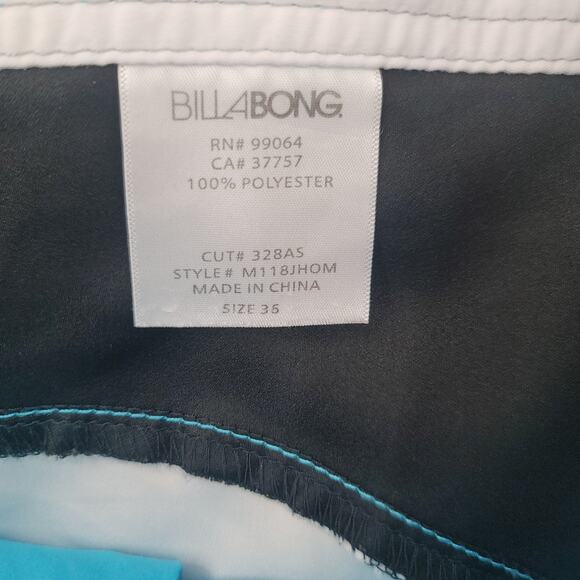 BILLABONG.
RN# 99064
CA# 37757
100% POLYESTER
CUT# 328AS
STYLE# M118JHOM
MADE IN CHINA
SIZE 36